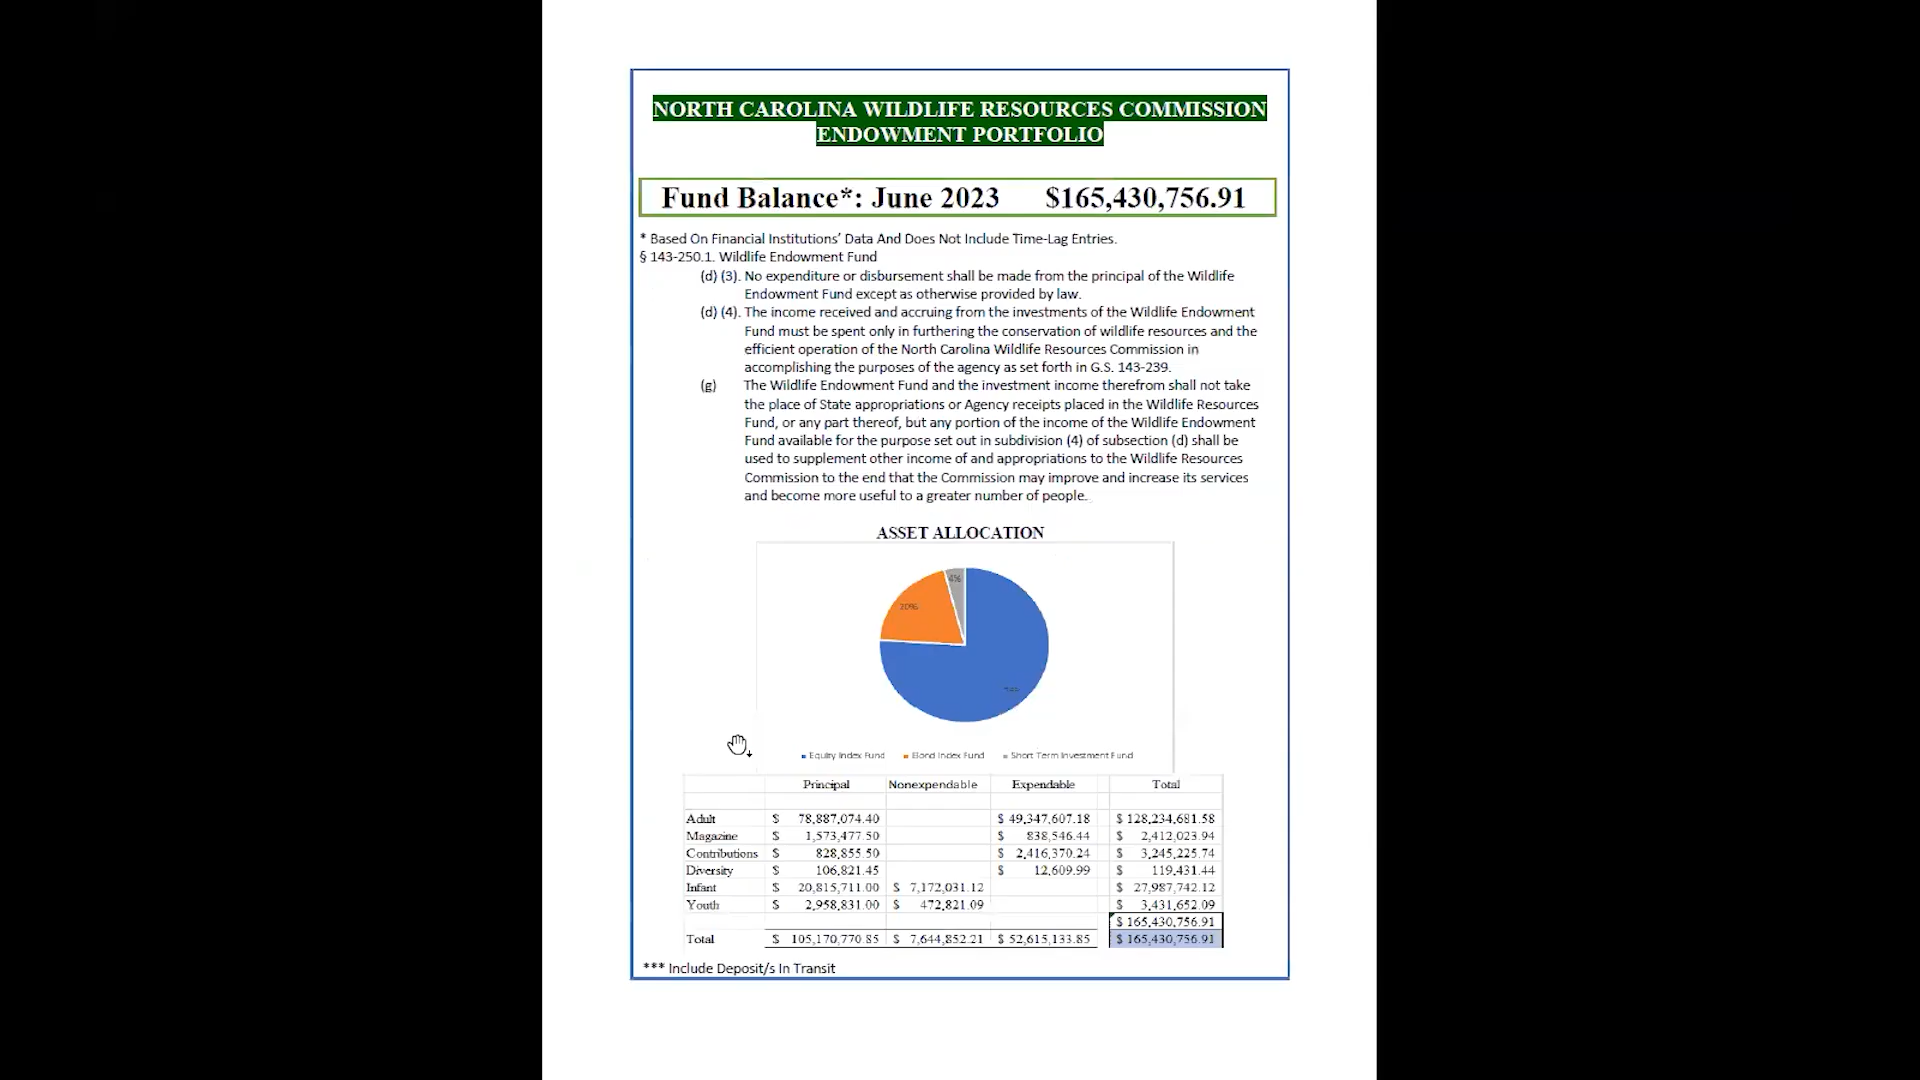 NORTH CAROLINA WILDLIFE RESOURCES COMMISSION
ENDOWMENT PORTFOLIO
Fund Balance*: June 2023 $165,430,756.91
* Based On Financial Institutions' Data And Does Not Include Time-Lag Entries.
§ 143-250.1. Wildlife Endowment Fund
(d) (3). No expenditure or disbursement shall be made from the principal of the Wildlife
Endowment Fund except as otherwise provided by law.
(d) (4). The income received and accruing from the investments of the Wildlife Endowment
Fund must be spent only in furthering the conservation of wildlife resources and the
efficient operation of the North Carolina Wildlife Resources Commission in
accomplishing the purposes of the agency as set forth in G.S. 143-239.
(g) The Wildlife Endowment Fund and the investment income therefrom shall not take
the place of State appropriations or Agency receipts placed in the Wildlife Resources
Fund, or any part thereof, but any portion of the income of the Wildlife Endowment
Fund available for the purpose set out in subdivision (4) of subsection (d) shall be
used to supplement other income of and appropriations to the Wildlife Resources
Commission to the end that the Commission may improve and increase its services
and become more useful to a greater number of people.
ASSET ALLOCATION
4%
20%
Equity Index Fund Bond Index Fund Short Term Investment Fund
Principal Nonexpendable Expendable Total
Adult $ 78,887,074.40 $ 49,347,607.18 $ 128,234,681.58
Magazine $ 1,573,477.50 $ 838,546.44 $ 2,412,023.94
Contributions $ 828,855.50 $ 2,416,370.24 $ 3,245,225.74
Diversity $ 106,821.45 $ 12,609.99 $ 119,431.44
Infant $ 20,815,711.00 $ 7,172,031.12 $ 27,987,742.12
Youth $ 2,958,831.00 $ 472,821.09 $ 3,431,652.09
$ 165,430,756.91
Total $ 105,170,770.85 $ 7,644,852.21 $ 52,615,133.85 $ 165,430,756.91
*** Include Deposit/s In Transit